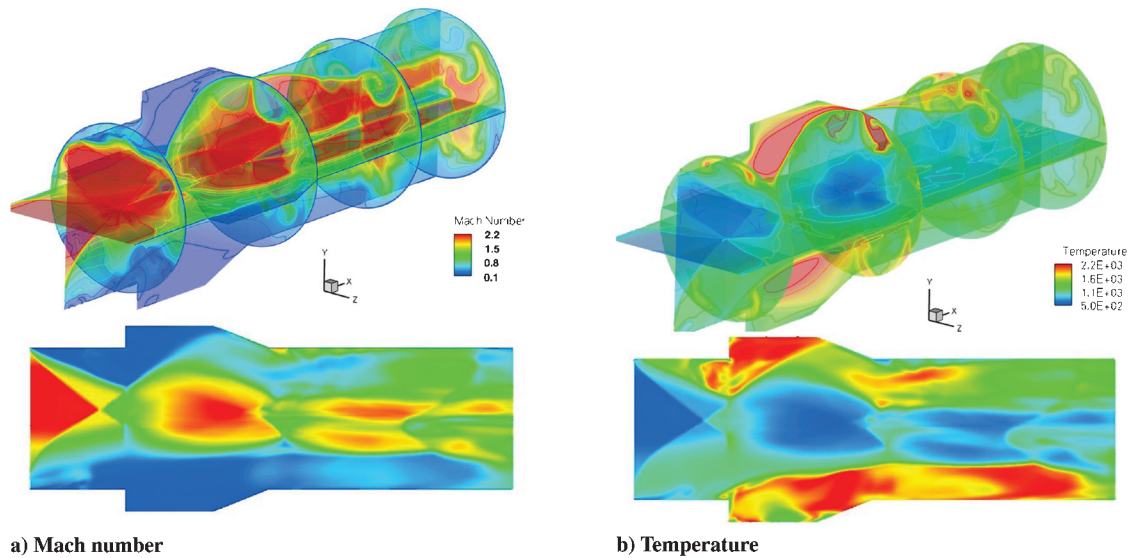 Mach Number
2.2
1.5
0.8
0.1
Y
X
Z
a) Mach number
Temperature
2.2E+03
1.6E+03
1.1E+03
5.0E+02
Y
X
Z
b) Temperature